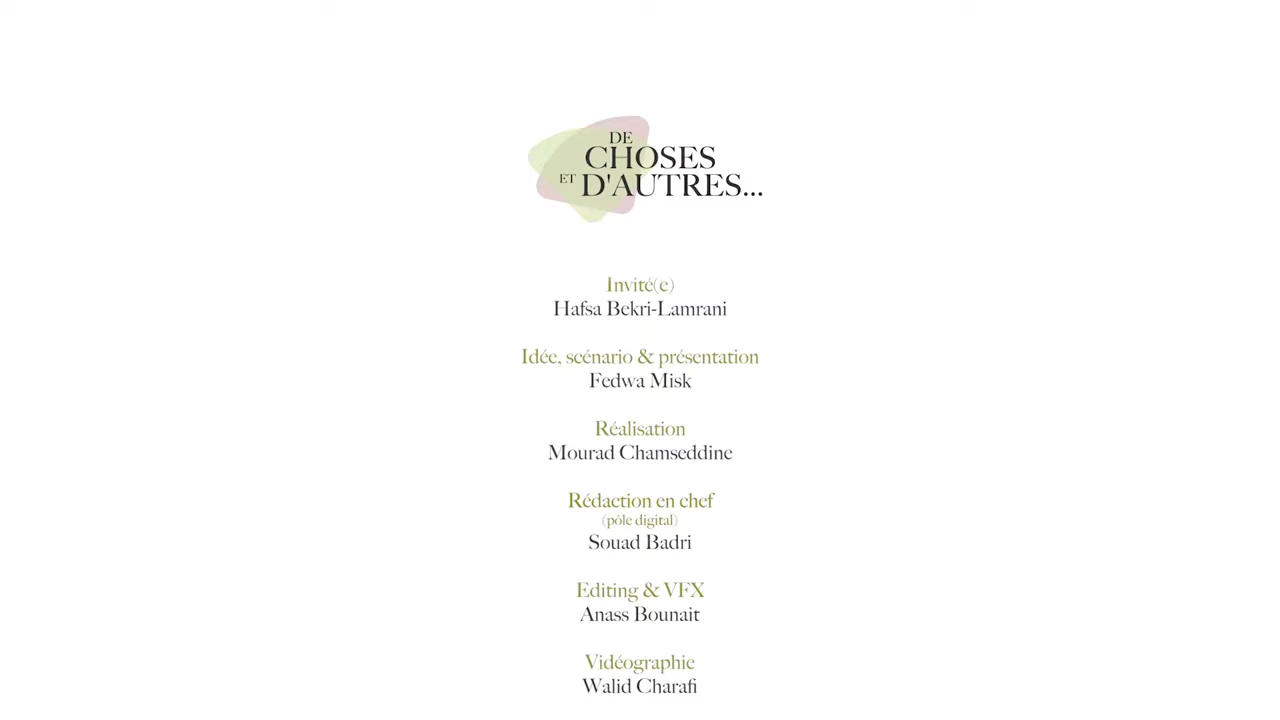 DE
CHOSES
ET D'AUTRES...
Invité(e)
Hafsa Bekri-Lamrani
Idée, scénario & présentation
Fedwa Misk
Réalisation
Mourad Chamseddine
Rédaction en chef
(pôle digital)
Souad Badri
Editing & VFX
Anass Bounait
Vidéographie
Walid Charafi